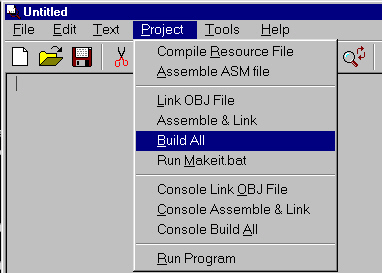 Untitled
File Edit Text Project Tools Help
Compile Resource File
Assemble ASM file
Link OBJ File
Assemble & Link
Build All
Run Makeit.bat
Console Link OBJ File
Console Assemble & Link
Console Build All
Run Program